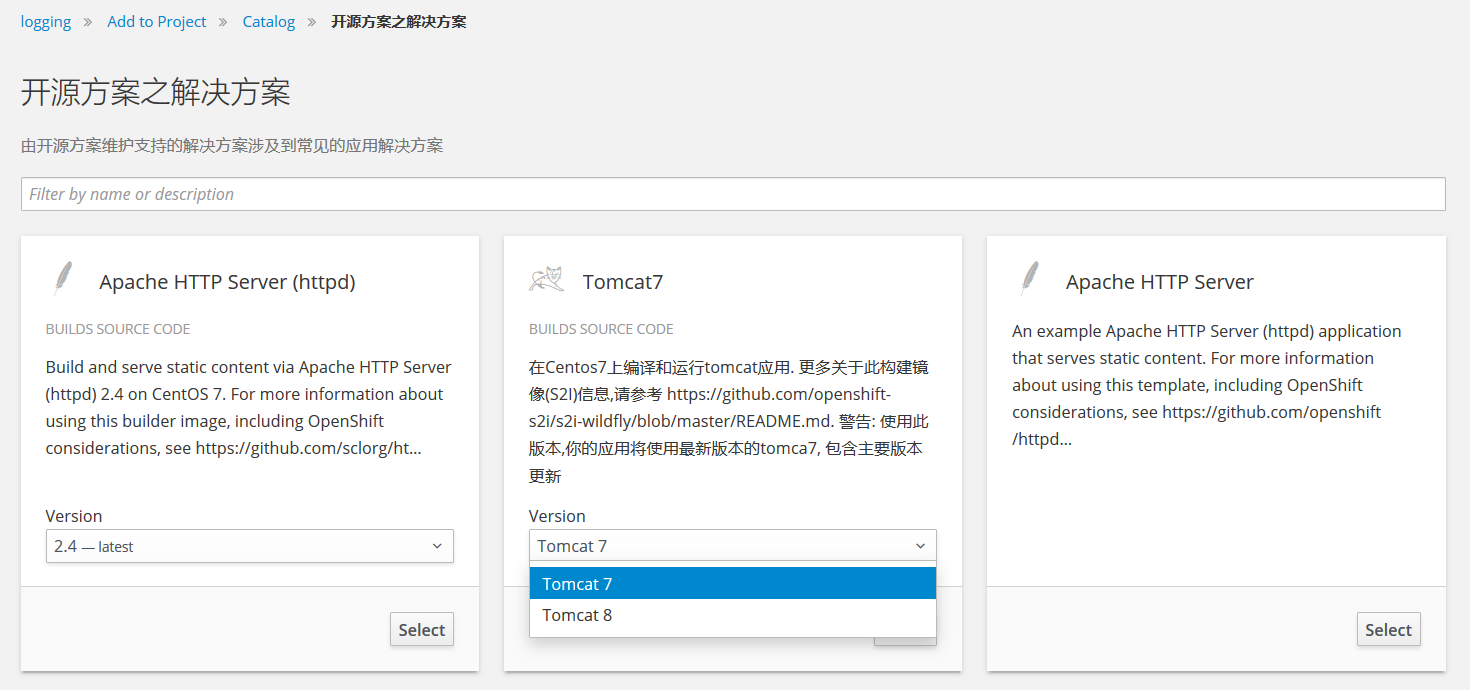 logging » Add to Project » Catalog » 开源方案之解决方案
开源方案之解决方案
由开源方案维护支持的解决方案涉及到常见的应用解决方案
Filter by name or description
Apache HTTP Server (httpd)
BUILDS SOURCE CODE
Build and serve static content via Apache HTTP Server
(httpd) 2.4 on CentOS 7. For more information about
using this builder image, including OpenShift
considerations, see https://github.com/sclorg/ht...
Version
2.4 — latest
Select
Tomcat7
BUILDS SOURCE CODE
在Centos7上编译和运行tomcat应用. 更多关于此构建镜
像(S2I)信息,请参考 https://github.com/openshift-
s2i/s2i-wildfly/blob/master/README.md. 警告: 使用此
版本,你的应用将使用最新版本的tomca7, 包含主要版本
更新
Version
Tomcat 7
Tomcat 7
Tomcat 8
Apache HTTP Server
An example Apache HTTP Server (httpd) application
that serves static content. For more information
about using this template, including OpenShift
considerations, see https://github.com/openshift
/httpd...
Select